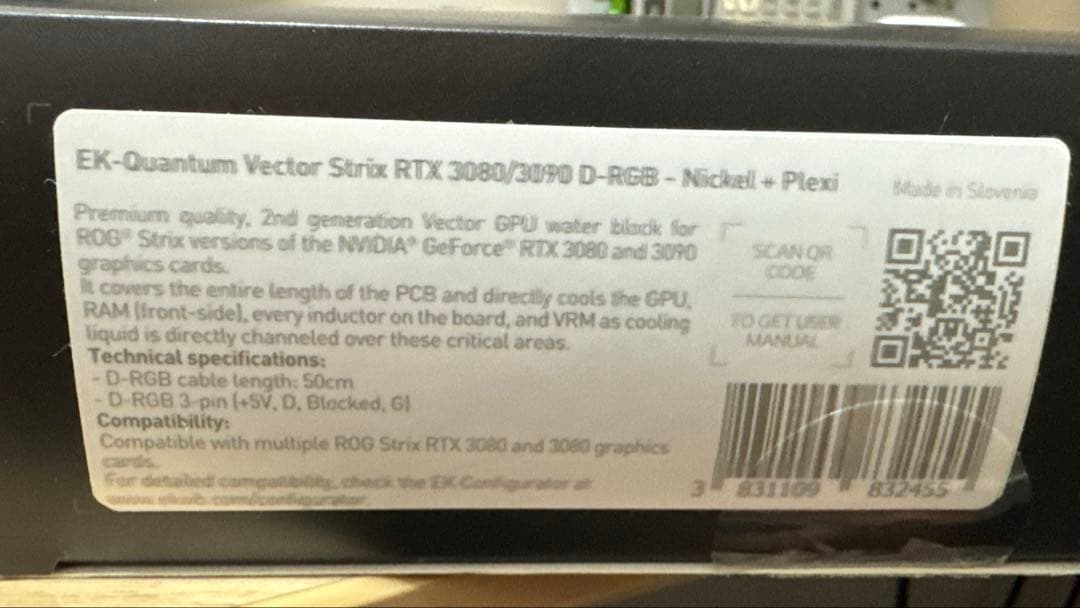 EK-Quantum Vector Strix RTX 3080/3090 D-RGB - Nickel + Plexi
Made in Slovenia
Premium quality, 2nd generation Vector GPU water block for
ROG® Strix versions of the NVIDIA® GeForce® RTX 3080 and 3090
graphics cards.
It covers the entire length of the PCB and directly cools the GPU,
RAM (front-side), every inductor on the board, and VRM as cooling
liquid is directly channeled over these critical areas.
Technical specifications:
- D-RGB cable length: 50cm
- D-RGB 3-pin (+5V, D, Blocked, G)
Compatibility:
Compatible with multiple ROG Strix RTX 3080 and 3080 graphics
cards.
For detailed compatibility, check the EK Configurator at
www.ekwb.com/configurator
SCAN QR
CODE
TO GET USER
MANUAL
3 831109 832455